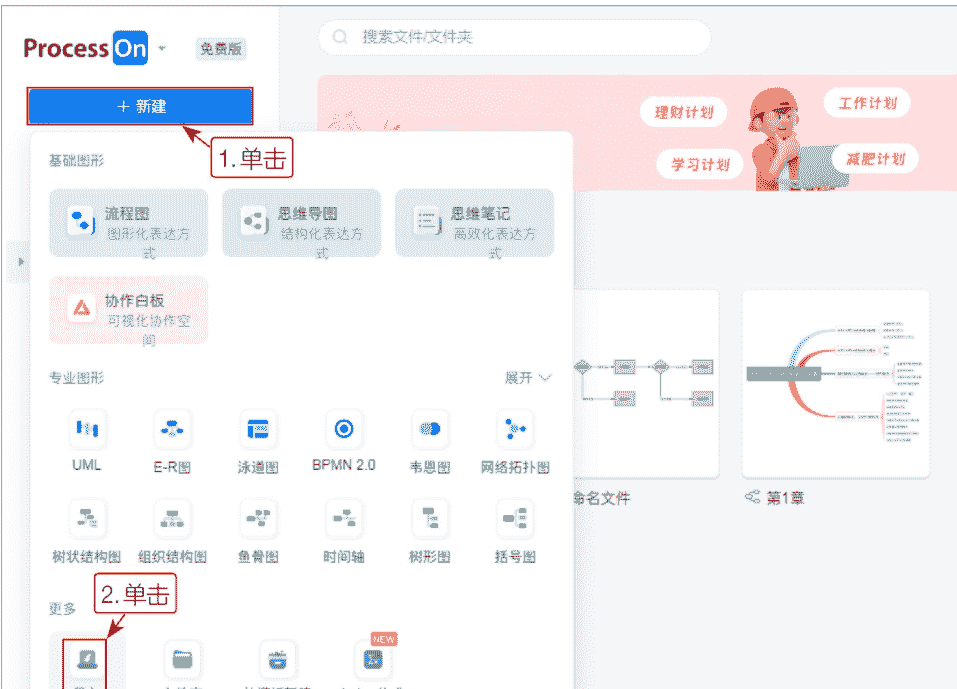 ProcessOn 免费版
搜索文件/文件夹
＋ 新建
理财计划
工作计划
学习计划
减肥计划
1.单击
基础图形
流程图
图形化表达方
式
思维导图
结构化表达方
式
思维笔记
高效化表达方
式
协作白板
可视化协作空
间
专业图形
展开
UML
E-R图
泳道图
BPMN 2.0
韦恩图
网络拓扑图
树状结构图
组织结构图
鱼骨图
时间轴
树形图
括号图
命名文件
第1章
2.单击
更多
NEW